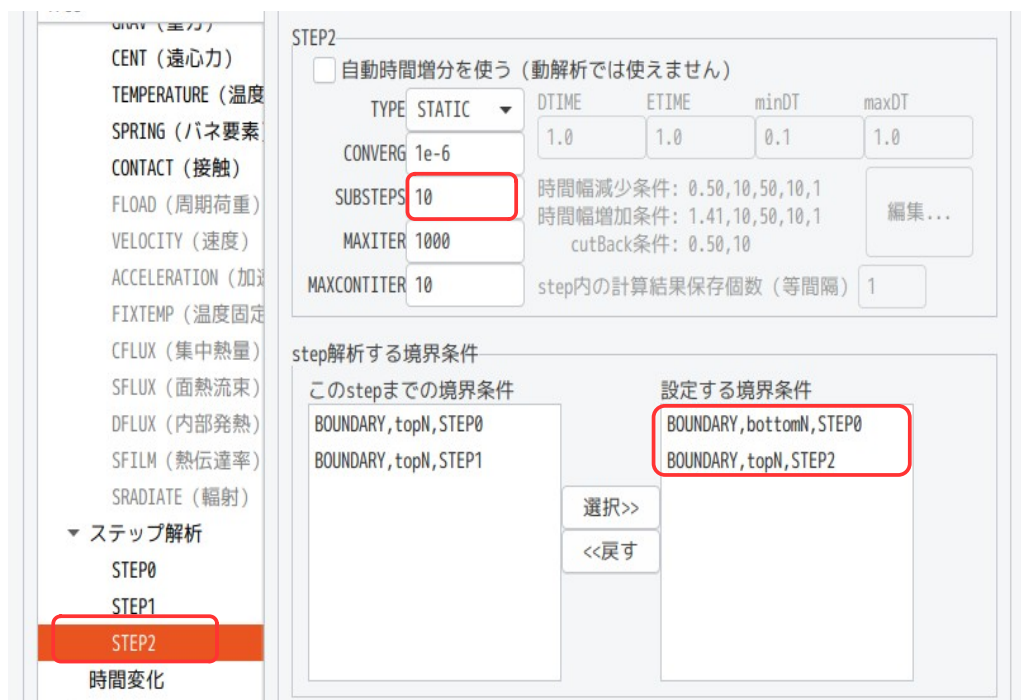 GRAV (重力)
CENT (遠心力)
TEMPERATURE (温度
SPRING (バネ要素
CONTACT (接触)
FLOAD (周期荷重)
VELOCITY (速度)
ACCELERATION (加速
FIXTEMP (温度固定
CFLUX (集中熱量)
SFLUX (面熱流束)
DFLUX (内部発熱)
SFILM (熱伝達率)
SRADIATE (輻射)
ステップ解析
STEP0
STEP1
STEP2
時間変化
STEP2
自動時間増分を使う (動解析では使えません)
TYPE STATIC
CONVERG 1e-6
SUBSTEPS 10
MAXITER 1000
MAXCONTITER 10
DTIME ETIME minDT maxDT
1.0 1.0 0.1 1.0
時間幅減少条件: 0.50,10,50,10,1
時間幅増加条件: 1.41,10,50,10,1
cutBack条件: 0.50,10
編集...
step内の計算結果保存個数 (等間隔) 1
step解析する境界条件
このstepまでの境界条件
BOUNDARY,topN,STEP0
BOUNDARY,topN,STEP1
選択>>
<<戻す
設定する境界条件
BOUNDARY,bottomN,STEP0
BOUNDARY,topN,STEP2